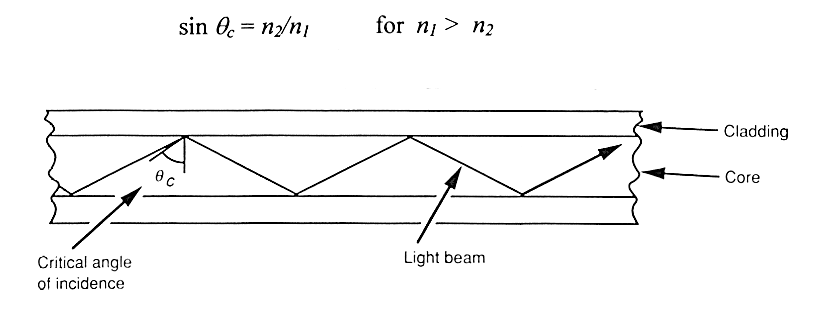 sin θc = n2/n1 for n1 > n2
Cladding
θc
Core
Light beam
Critical angle
of incidence